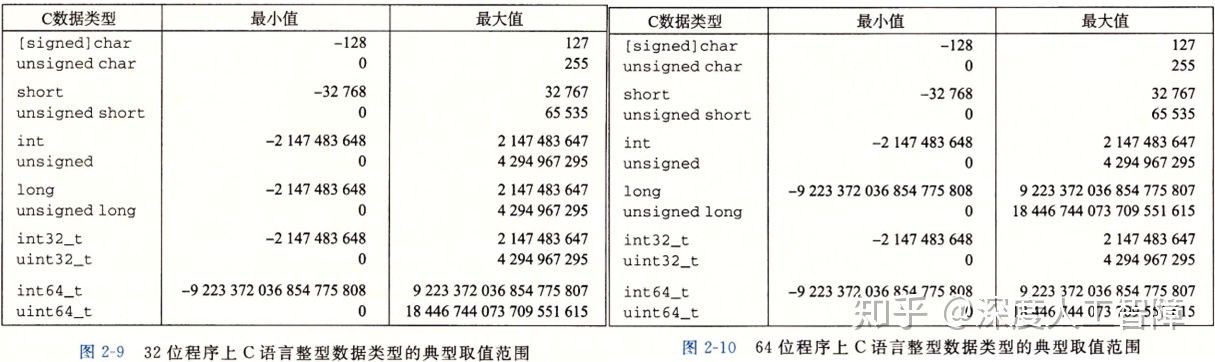 C数据类型 最小值 最大值
[signed]char −128 127
unsigned char 0 255
short −32 768 32 767
unsigned short 0 65 535
int −2 147 483 648 2 147 483 647
unsigned 0 4 294 967 295
long −2 147 483 648 2 147 483 647
unsigned long 0 4 294 967 295
int32_t −2 147 483 648 2 147 483 647
uint32_t 0 4 294 967 295
int64_t −9 223 372 036 854 775 808 9 223 372 036 854 775 807
uint64_t 0 18 446 744 073 709 551 615
图 2-9 32 位程序上 C 语言整型数据类型的典型取值范围
C数据类型 最小值 最大值
[signed]char −128 127
unsigned char 0 255
short −32 768 32 767
unsigned short 0 65 535
int −2 147 483 648 2 147 483 647
unsigned 0 4 294 967 295
long −9 223 372 036 854 775 808 9 223 372 036 854 775 807
unsigned long 0 18 446 744 073 709 551 615
int32_t −2 147 483 648 2 147 483 647
uint32_t 0 4 294 967 295
int64_t −9 223 372 036 854 775 808 9 223 372 036 854 775 807
uint64_t 0 18 446 744 073 709 551 615
知乎 @深度人工智障
图 2-10 64 位程序上 C 语言整型数据类型的典型取值范围